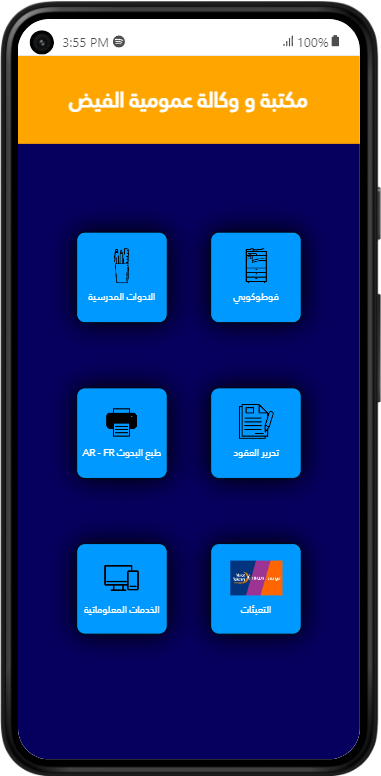 3:55 PM 100%
مكتبة و وكالة عمومية الفيض
فوطوكوبي
الادوات المدرسية
تحرير العقود
طبع البحوث AR - FR
التعبئات
الخدمات المعلوماتية